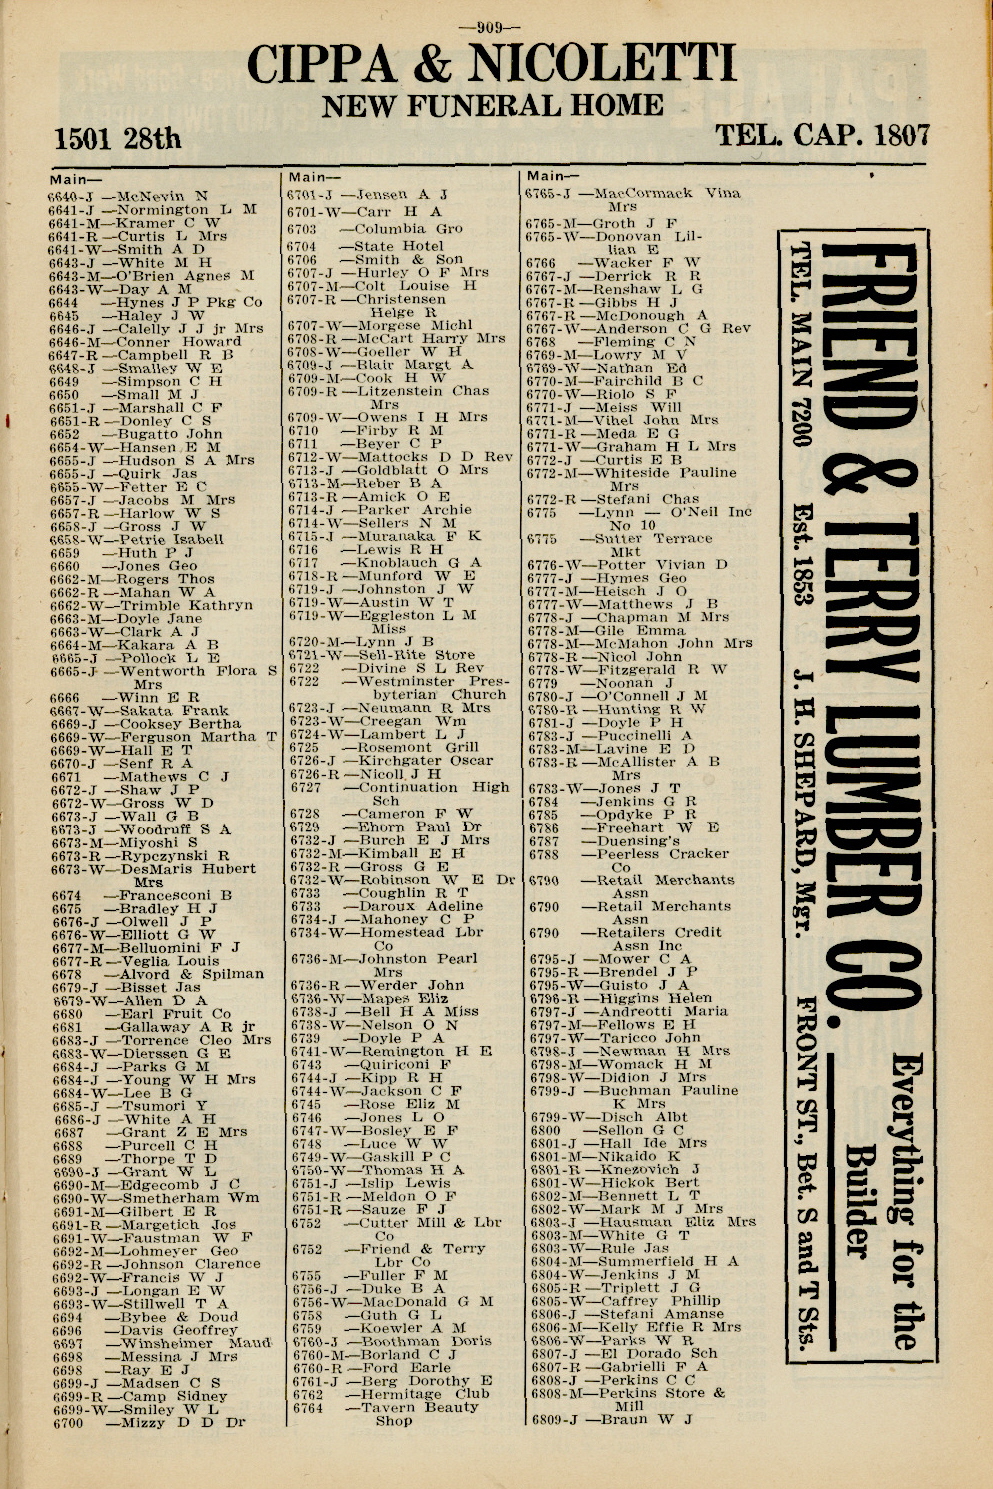 —909—
CIPPA & NICOLETTI
NEW FUNERAL HOME
1501 28th
TEL. CAP. 1807
Main—
6640-J —McNevin N
6641-J —Normington L M
6641-M—Kramer C W
6641-R —Curtis L Mrs
6641-W—Smith A D
6643-J —White M H
6643-M—O'Brien Agnes M
6643-W—Day A M
6644 —Hynes J P Pkg Co
6645 —Haley J W
6646-J —Calelly J J jr Mrs
6646-M—Conner Howard
6647-R —Campbell R B
6648-J —Smalley W E
6649 —Simpson C H
6650 —Small M J
6651-J —Marshall C F
6651-R —Donley C S
6652 —Bugatto John
6654-W—Hansen E M
6655-J —Hudson S A Mrs
6655-J —Quirk Jas
6655-W—Fetter E C
6657-J —Jacobs M Mrs
6657-R —Harlow W S
6658-J —Gross J W
6658-W—Petrie Isabell
6659 —Huth P J
6660 —Jones Geo
6662-M—Rogers Thos
6662-R —Mahan W A
6662-W—Trimble Kathryn
6663-M—Doyle Jane
6663-W—Clark A J
6664-M—Kakara A B
6665-J —Pollock L E
6665-J —Wentworth Flora S
Mrs
6666 —Winn E R
6667-W—Sakata Frank
6669-J —Cooksey Bertha
6669-W—Ferguson Martha T
6669-W—Hall E T
6670-J —Senf R A
6671 —Mathews C J
6672-J —Shaw J P
6672-W—Gross W D
6673-J —Wall G B
6673-J —Woodruff S A
6673-M—Miyoshi S
6673-R —Rypczynski R
6673-W—DesMaris Hubert
Mrs
6674 —Francesconi B
6675 —Bradley H J
6676-J —Olwell J P
6676-W—Elliott G W
6677-M—Belluomini F J
6677-R —Veglia Louis
6678 —Alvord & Spilman
6679-J —Bisset Jas
6679-W—Allen D A
6680 —Earl Fruit Co
6681 —Gallaway A R jr
6683-J —Torrence Cleo Mrs
6683-W—Dierssen G E
6684-J —Parks G M
6684-J —Young W H Mrs
6684-W—Lee B G
6685-J —Tsumori Y
6686-J —White A H
6687 —Grant Z E Mrs
6688 —Purcell C H
6689 —Thorpe T D
6690-J —Grant W L
6690-M—Edgecomb J C
6690-W—Smetherham Wm
6691-M—Gilbert E R
6691-R —Margetich Jos
6691-W—Faustman W F
6692-M—Lohmeyer Geo
6692-R —Johnson Clarence
6692-W—Francis W J
6693-J —Longan E W
6693-W—Stillwell T A
6694 —Bybee & Doud
6696 —Davis Geoffrey
6697 —Winsheimer Maud
6698 —Messina J Mrs
6698 —Ray E J
6699-J —Madsen C S
6699-R —Camp Sidney
6699-W—Smiley W L
6700 —Mizzy D D Dr
Main—
6701-J —Jensen A J
6701-W—Carr H A
6703 —Columbia Gro
6704 —State Hotel
6706 —Smith & Son
6707-J —Hurley O F Mrs
6707-M—Colt Louise H
6707-R —Christensen
Helge R
6707-W—Morgese Michl
6708-R —McCart Harry Mrs
6708-W—Goeller W H
6709-J —Blair Margt A
6709-M—Cook H W
6709-R —Litzenstein Chas
Mrs
6709-W—Owens I H Mrs
6710 —Firby R M
6711 —Beyer C P
6712-W—Mattocks D D Rev
6713-J —Goldblatt O Mrs
6713-M—Reber B A
6713-R —Amick O E
6714-J —Parker Archie
6714-W—Sellers N M
6715-J —Muranaka F K
6716 —Lewis R H
6717 —Knoblauch G A
6718-R —Munford W E
6719-J —Johnston J W
6719-W—Austin W T
6719-W—Eggleston L M
Miss
6720-M—Lynn J B
6721-W—Sell-Rite Store
6722 —Divine S L Rev
6722 —Westminster Pres-
byterian Church
6723-J —Neumann R Mrs
6723-W—Creegan Wm
6724-W—Lambert L J
6725 —Rosemont Grill
6726-J —Kirchgater Oscar
6726-R —Nicoll J H
6727 —Continuation High
Sch
6728 —Cameron F W
6729 —Ehorn Paul Dr
6732-J —Burch E J Mrs
6732-M—Kimball E H
6732-R —Gross G E
6732-W—Robinson W E Dr
6733 —Coughlin R T
6733 —Daroux Adeline
6734-J —Mahoney C P
6734-W—Homestead Lbr
Co
6736-M—Johnston Pearl
Mrs
6736-R —Werder John
6736-W—Mapes Eliz
6738-J —Bell H A Miss
6738-W—Nelson O N
6739 —Doyle P A
6741-W—Remington H E
6743 —Quiriconi F
6744-J —Kipp R H
6744-W—Jackson C F
6745 —Rose Eliz M
6746 —Jones L O
6747-W—Bosley E F
6748 —Luce W W
6749-W—Gaskill P C
6750-W—Thomas H A
6751-J —Islip Lewis
6751-R —Meldon O F
6751-R —Sauze F J
6752 —Cutter Mill & Lbr
Co
6752 —Friend & Terry
Lbr Co
6755 —Fuller F M
6756-J —Duke B A
6756-W—MacDonald G M
6758 —Guth G L
6759 —Koewler A M
6760-J —Boothman Doris
6760-M—Borland C J
6760-R —Ford Earle
6761-J —Berg Dorothy E
6762 —Hermitage Club
6764 —Tavern Beauty
Shop
Main—
6765-J —MacCormack Vina
Mrs
6765-M—Groth J F
6765-W—Donovan Lil-
lian E
6766 —Wacker F W
6767-J —Derrick R R
6767-M—Renshaw L G
6767-R —Gibbs H J
6767-R —McDonough A
6767-W—Anderson C G Rev
6768 —Fleming C N
6769-M—Lowry M V
6769-W—Nathan Ed
6770-M—Fairchild B C
6770-W—Riolo S F
6771-J —Meiss Will
6771-M—Vihel John Mrs
6771-R —Meda E G
6771-W—Graham H L Mrs
6772-J —Curtis E B
6772-M—Whiteside Pauline
Mrs
6772-R —Stefani Chas
6775 —Lynn — O'Neil Inc
No 10
6775 —Sutter Terrace
Mkt
6776-W—Potter Vivian D
6777-J —Hymes Geo
6777-M—Heisch J O
6777-W—Matthews J B
6778-J —Chapman M Mrs
6778-M—Gile Emma
6778-M—McMahon John Mrs
6778-R —Nicol John
6778-W—Fitzgerald R W
6779 —Noonan J
6780-J —O'Connell J M
6780-R —Hunting R W
6781-J —Doyle P H
6783-J —Puccinelli A
6783-M—Lavine E D
6783-R —McAllister A B
Mrs
6783-W—Jones J T
6784 —Jenkins G R
6785 —Opdyke P R
6786 —Freehart W E
6787 —Duensing's
6788 —Peerless Cracker
Co
6790 —Retail Merchants
Assn
6790 —Retail Merchants
Assn
6790 —Retailers Credit
Assn Inc
6795-J —Mower C A
6795-R —Brendel J P
6795-W—Guisto J A
6796-R —Higgins Helen
6797-J —Andreotti Maria
6797-M—Fellows E H
6797-W—Taricco John
6798-J —Newman H Mrs
6798-M—Womack H M
6798-W—Didion J Mrs
6799-J —Buchman Pauline
K Mrs
6799-W—Disch Albt
6800 —Sellon G C
6801-J —Hall Ide Mrs
6801-M—Nikaido K
6801-R —Knezovich J
6801-W—Hickok Bert
6802-M—Bennett L T
6802-W—Mark M J Mrs
6803-J —Hausman Eliz Mrs
6803-M—White G T
6803-W—Rule Jas
6804-M—Summerfield H A
6804-W—Jenkins J M
6805-R —Triplett J G
6805-W—Caffrey Phillip
6806-J —Stefani Amanse
6806-M—Kelly Effie R Mrs
6806-W—Parks W R
6807-J —El Dorado Sch
6807-R —Gabrielli F A
6808-J —Perkins C C
6808-M—Perkins Store &
Mill
6809-J —Braun W J
FRIEND & TERRY LUMBER CO.
Everything for the
Builder
TEL. MAIN 7200 Est. 1853 J. H. SHEPARD, Mgr. FRONT ST., Bet. S and T Sts.